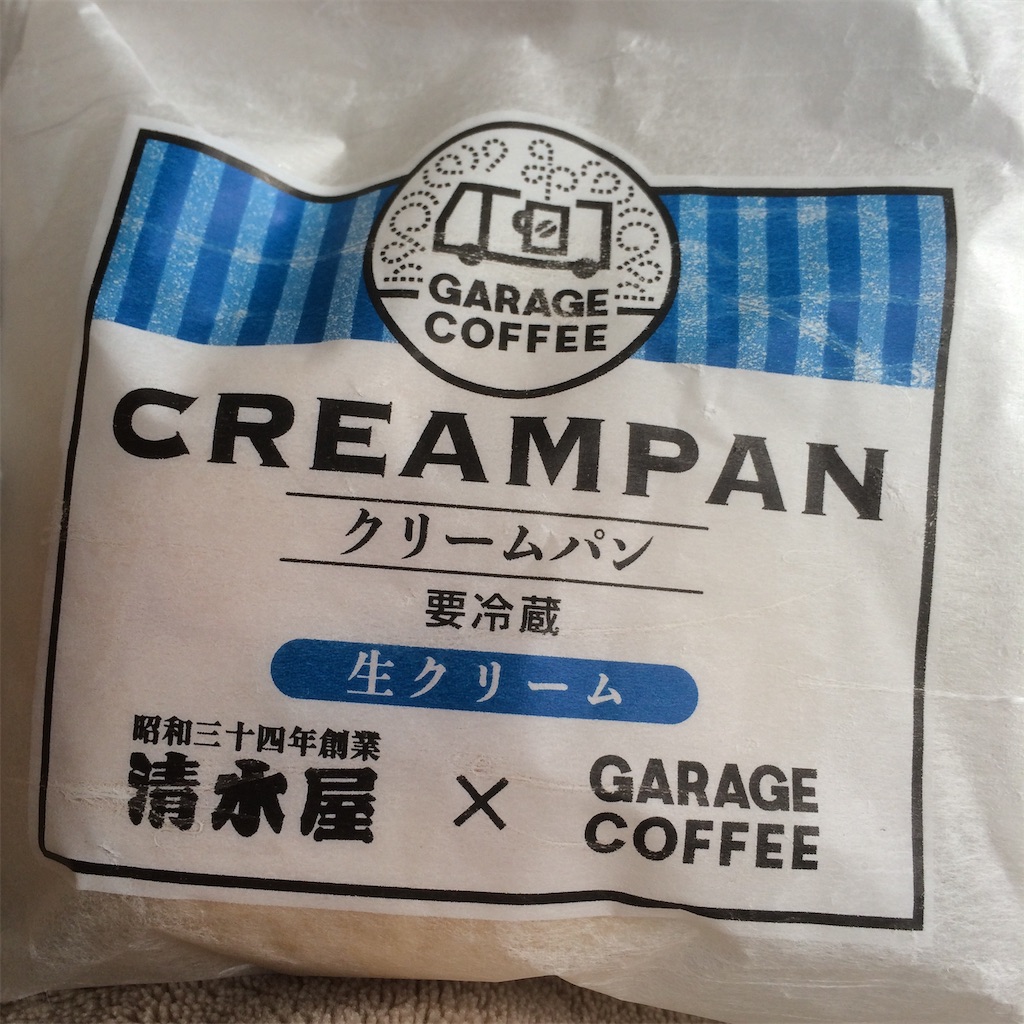 GARAGE
COFFEE
CREAMPAN
クリームパン
要冷蔵
生クリーム
昭和三十四年創業
清水屋
×
GARAGE
COFFEE